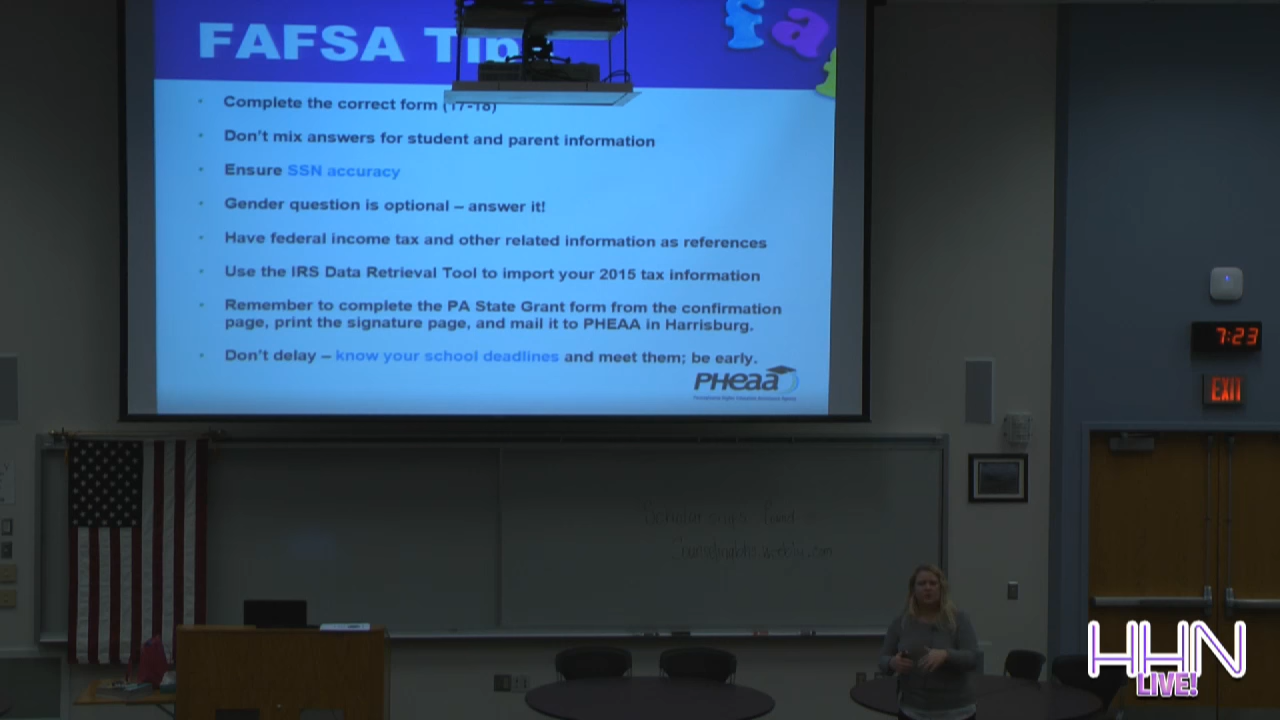 FAFSA Tip
fa
Complete the correct form (17-18)
Don't mix answers for student and parent information
Ensure SSN accuracy
Gender question is optional – answer it!
Have federal income tax and other related information as references
Use the IRS Data Retrieval Tool to import your 2015 tax information
Remember to complete the PA State Grant form from the confirmation
page, print the signature page, and mail it to PHEAA in Harrisburg.
Don't delay – know your school deadlines and meet them; be early.
PHeaa
7:23
EXIT
HHN
LIVE!